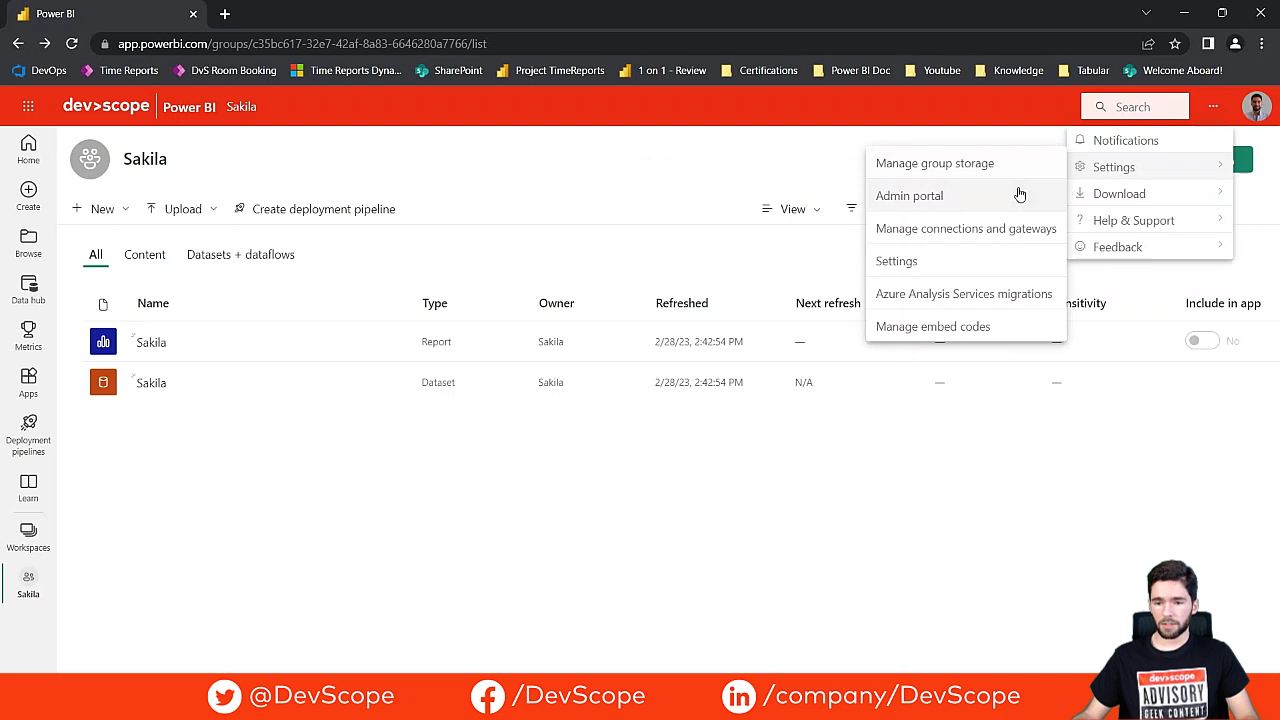 Power BI
app.powerbi.com/groups/c35bc617-32e7-42af-8a83-6646280a7766/list
DevOps Time Reports DvS Room Booking Time Reports Dyna... SharePoint Project TimeReports 1 on 1 - Review Certifications Power BI Doc Youtube Knowledge Tabular Welcome Aboard!
dev>scope Power BI Sakila Search
Home
Create
Browse
Data hub
Metrics
Apps
Deployment
pipelines
Learn
Workspaces
Sakila
Sakila
New Upload Create deployment pipeline View
All Content Datasets + dataflows
Name Type Owner Refreshed Next refresh sitivity Include in app
Sakila Report Sakila 2/28/23, 2:42:54 PM — — — No
Sakila Dataset Sakila 2/28/23, 2:42:54 PM N/A — —
Notifications
Settings
Download
Help & Support
Feedback
Manage group storage
Admin portal
Manage connections and gateways
Settings
Azure Analysis Services migrations
Manage embed codes
dev>scope
ADVISORY
GEEK CONTENT
@DevScope /DevScope /company/DevScope